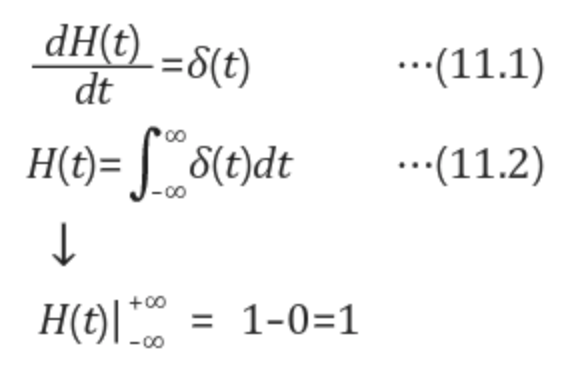 dH(t)/dt=δ(t) ⋯(11.1)
H(t)=∫_{-∞}^{∞}δ(t)dt ⋯(11.2)
↓
H(t)|_{-∞}^{+∞} = 1-0=1